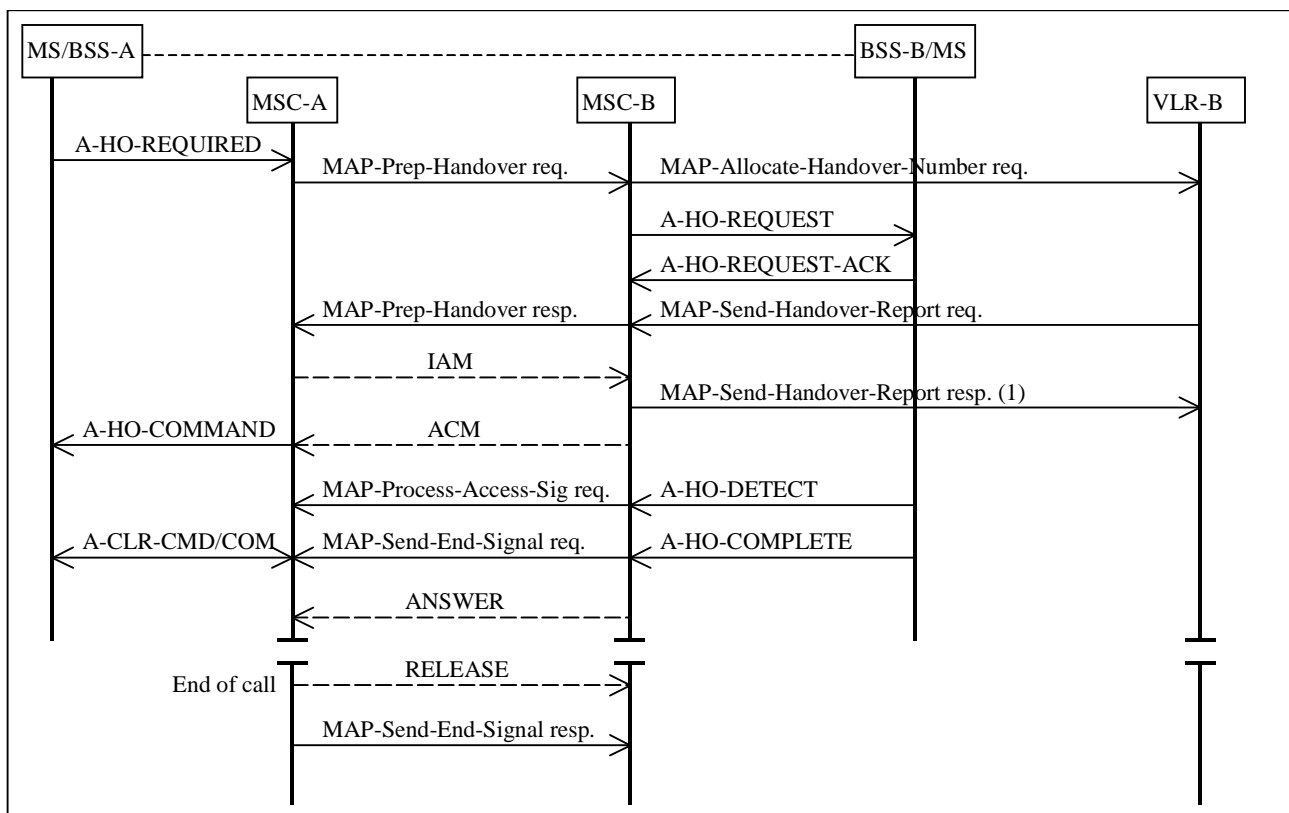 MS/BSS-A
BSS-B/MS
MSC-A
MSC-B
VLR-B
A-HO-REQUIRED
MAP-Prep-Handover req.
MAP-Allocate-Handover-Number req.
A-HO-REQUEST
A-HO-REQUEST-ACK
MAP-Prep-Handover resp.
MAP-Send-Handover-Report req.
IAM
MAP-Send-Handover-Report resp. (1)
A-HO-COMMAND
ACM
MAP-Process-Access-Sig req.
A-HO-DETECT
A-CLR-CMD/COM
MAP-Send-End-Signal req.
A-HO-COMPLETE
ANSWER
RELEASE
End of call
MAP-Send-End-Signal resp.